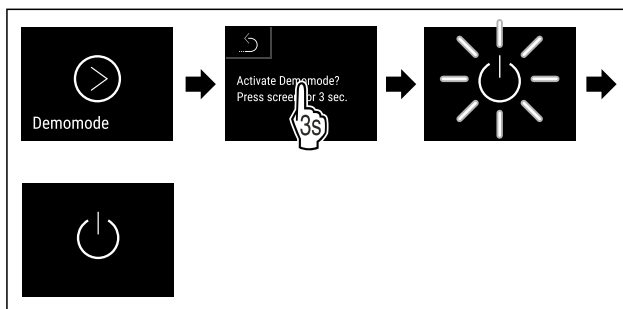 Demomode
Activate Demomode?
Press screen for 3 sec.
3s